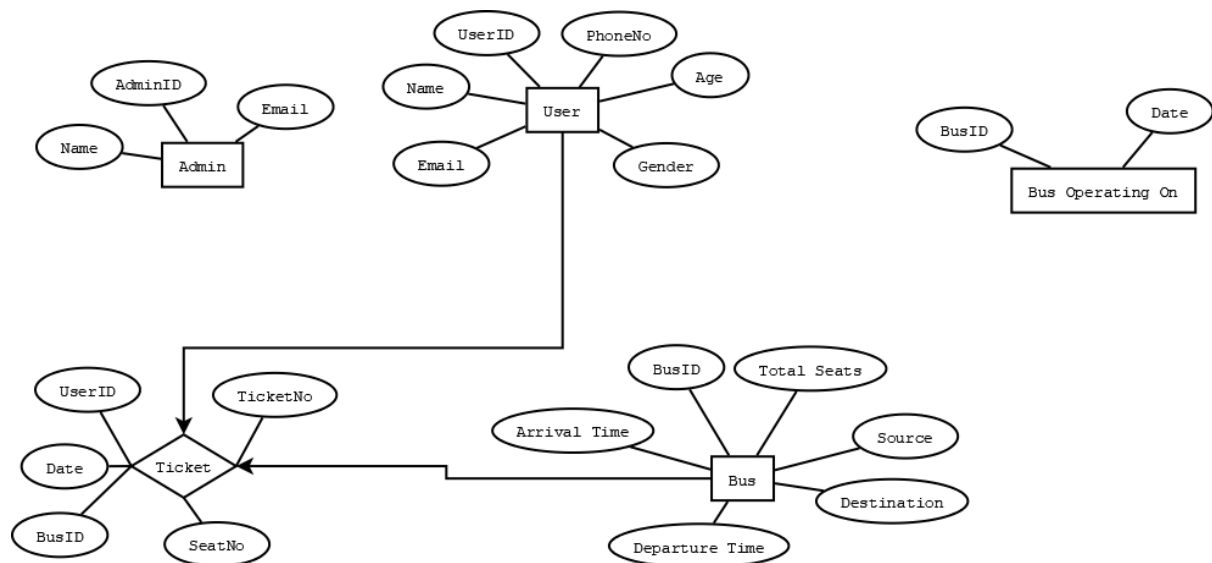 UserID
PhoneNo
AdminID
Age
Name
Email
Date
BusID
User
Name
Admin
Email
Gender
Bus Operating On
UserID
TicketNo
BusID
Total Seats
Arrival Time
Source
Date
Ticket
Bus
Destination
BusID
SeatNo
Departure Time